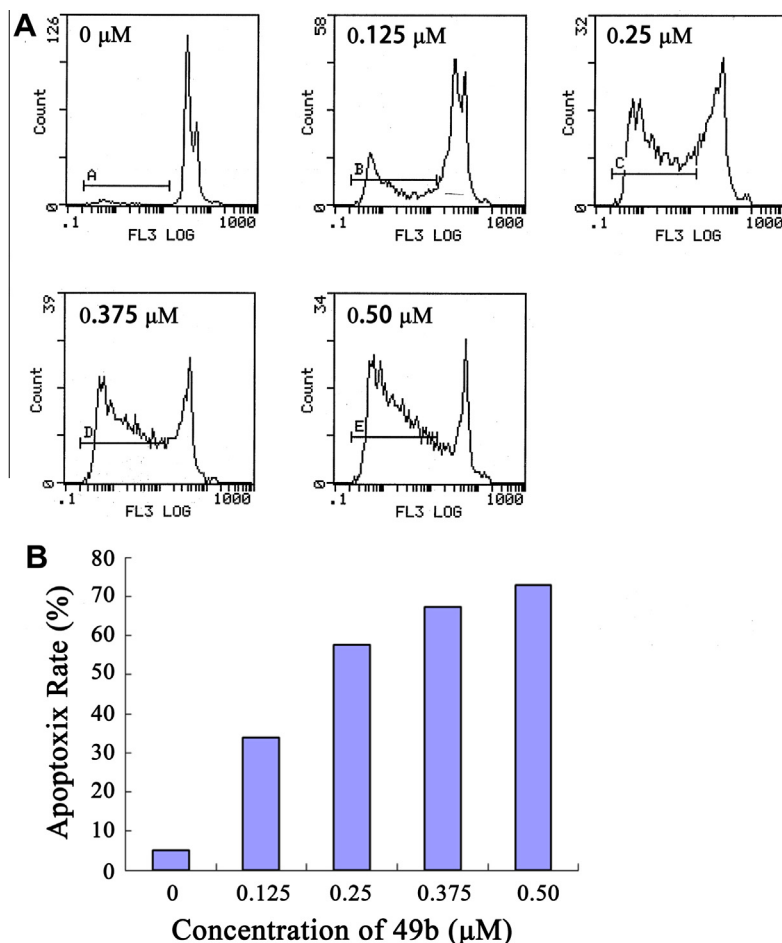 A
126
0 μM
Count
A
0
.1
1000
FL3 LOG
58
0.125 μM
Count
B
0
.1
1000
FL3 LOG
32
0.25 μM
Count
C
0
.1
1000
FL3 LOG
39
0.375 μM
Count
D
0
.1
1000
FL3 LOG
34
0.50 μM
Count
E
0
.1
1000
FL3 LOG
B
Apoptoxix Rate (%)
80
70
60
50
40
30
20
10
0
0 0.125 0.25 0.375 0.50
Concentration of 49b (μM)